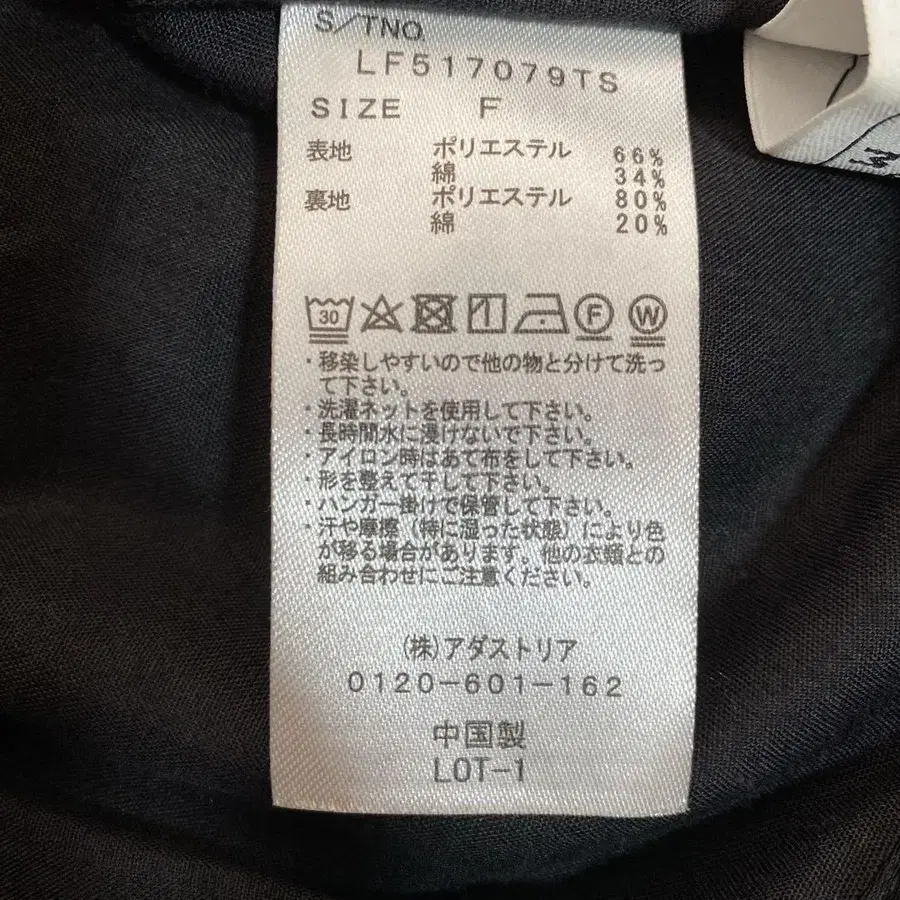 S/TNO.
LF517079TS
SIZE F
表地 ポリエステル 66%
綿 34%
裏地 ポリエステル 80%
綿 20%
30 F W
・移染しやすいので他の物と分けて洗っ
て下さい。
・洗濯ネットを使用して下さい。
・長時間水に浸けないで下さい。
・アイロン時はあて布をして下さい。
・形を整えて干して下さい。
・ハンガー掛けで保管して下さい。
・汗や摩擦(特に湿った状態)により色
が移る場合があります。他の衣類との
組み合わせにご注意ください。
(株)アダストリア
0120-601-162
中国製
LOT-1